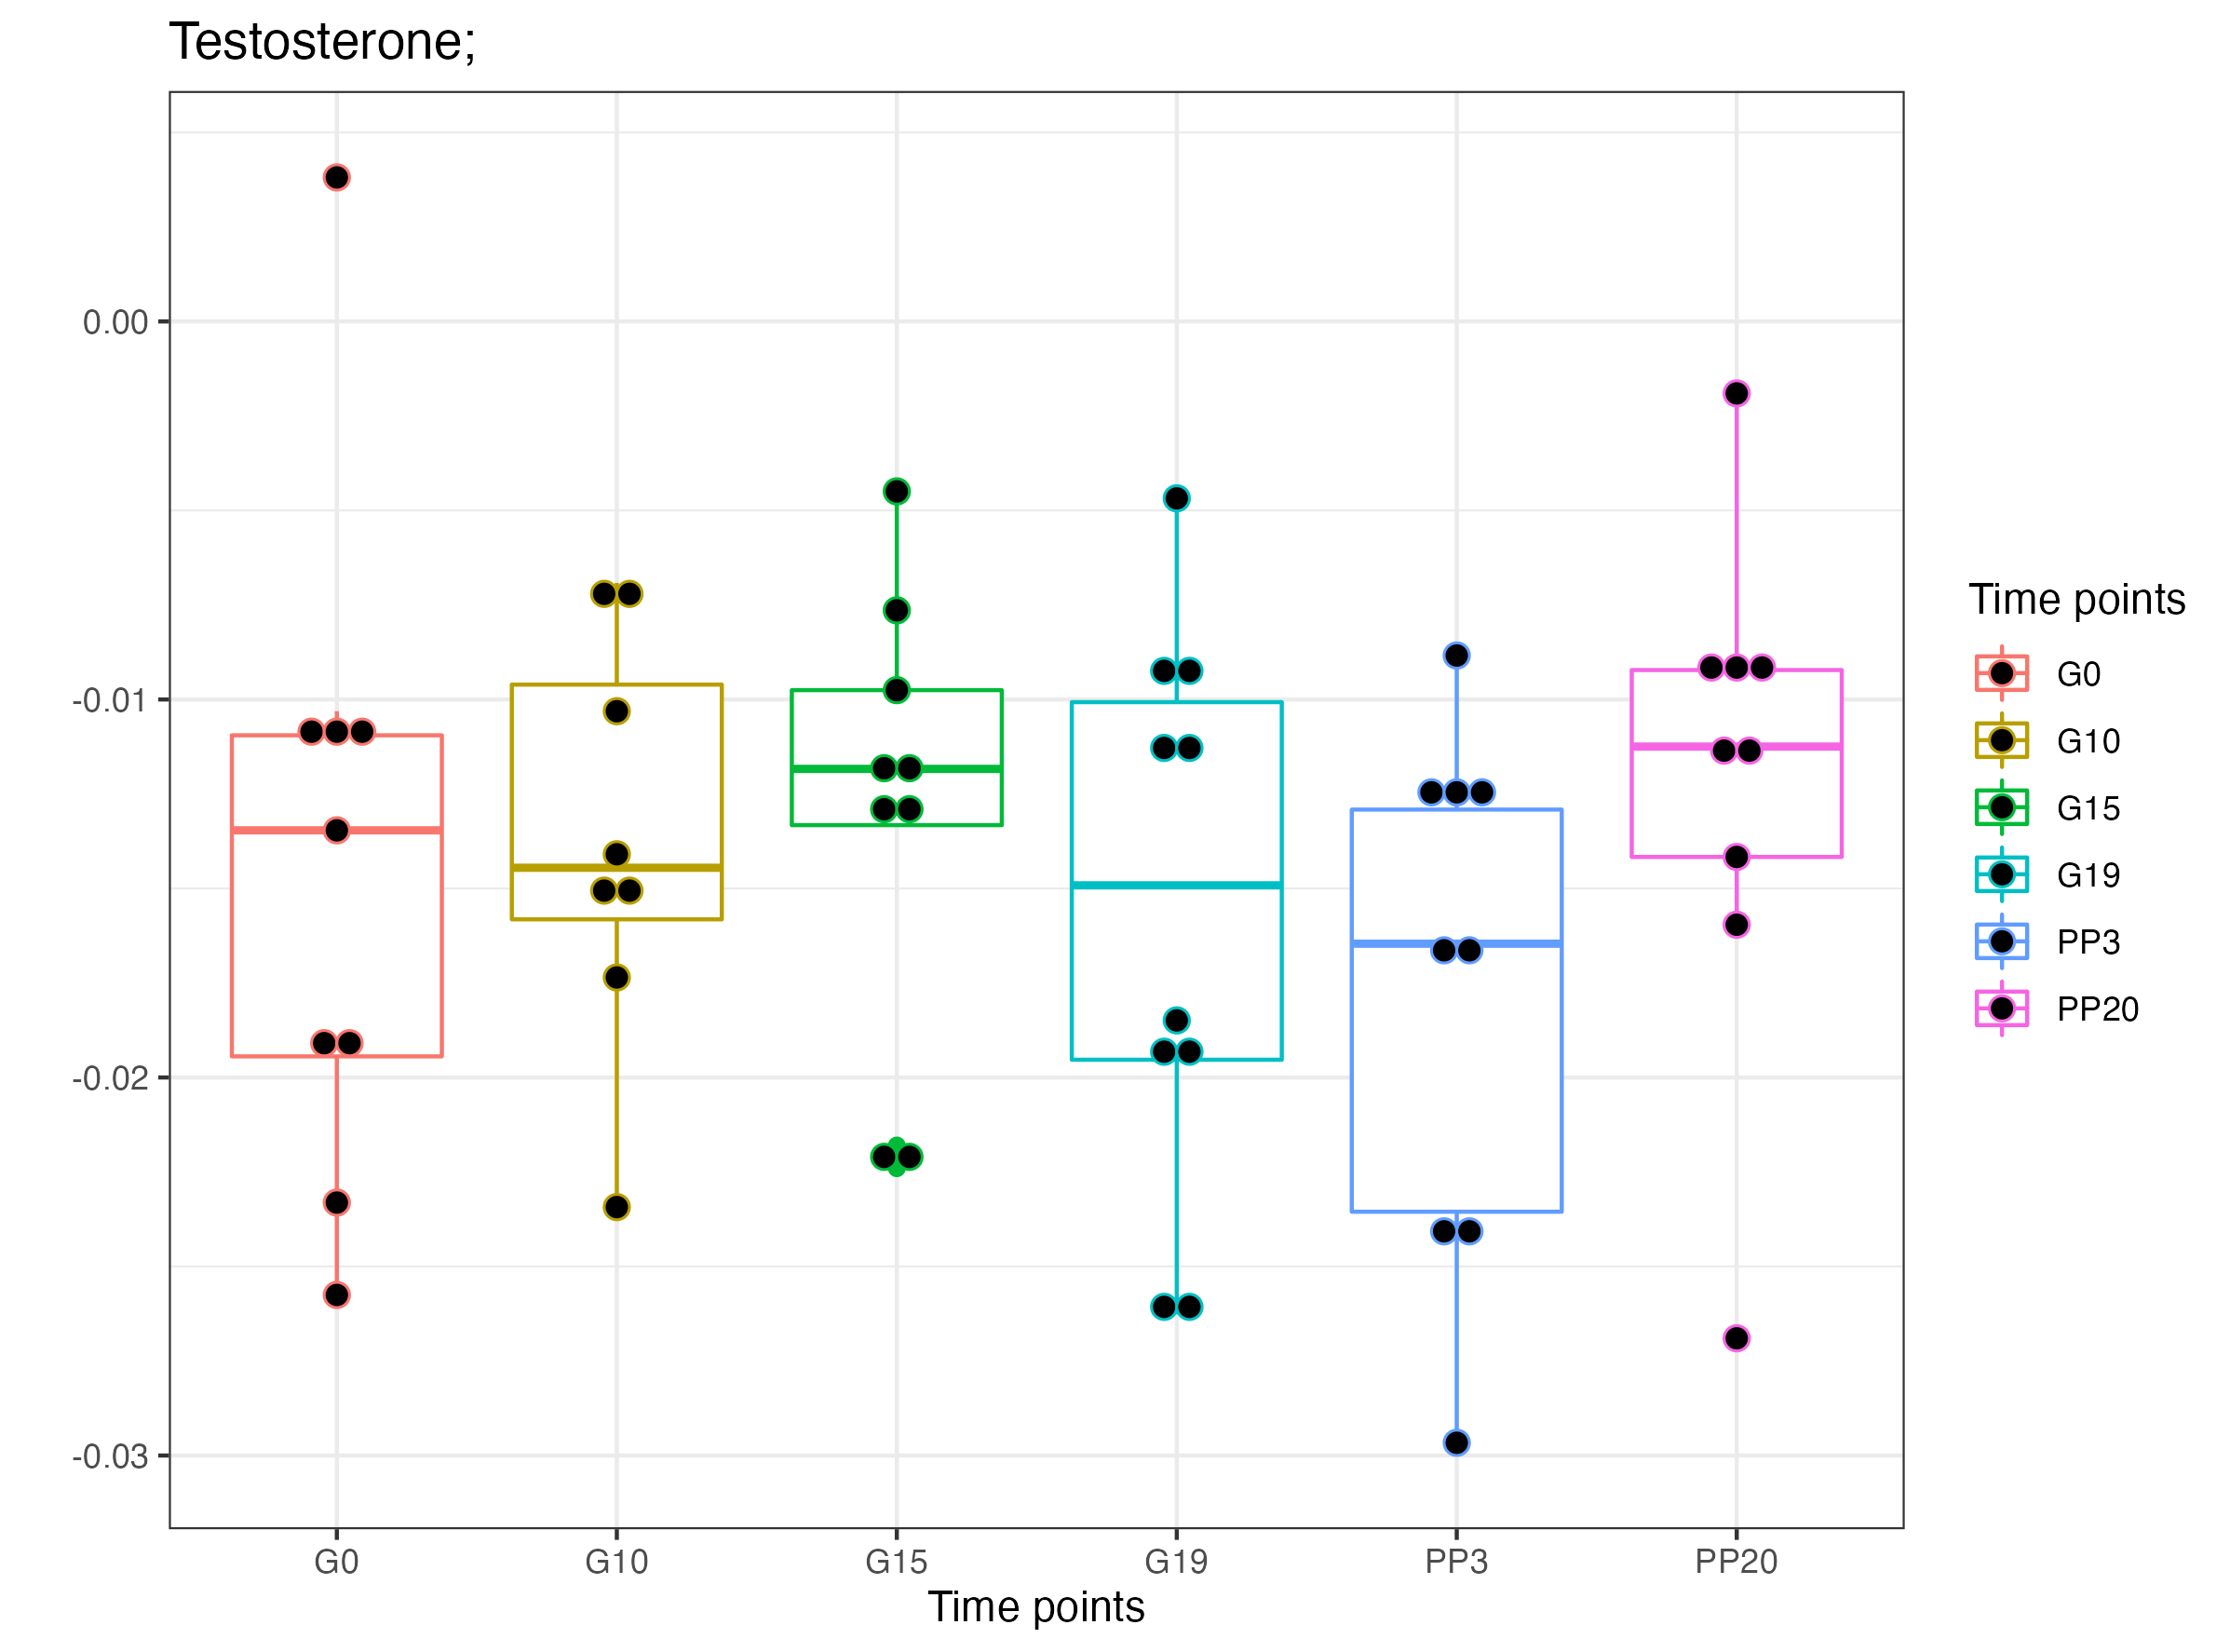 Testosterone;
0.00
-0.01
-0.02
-0.03
G0 G10 G15 G19 PP3 PP20
Time points
Time points
G0
G10
G15
G19
PP3
PP20